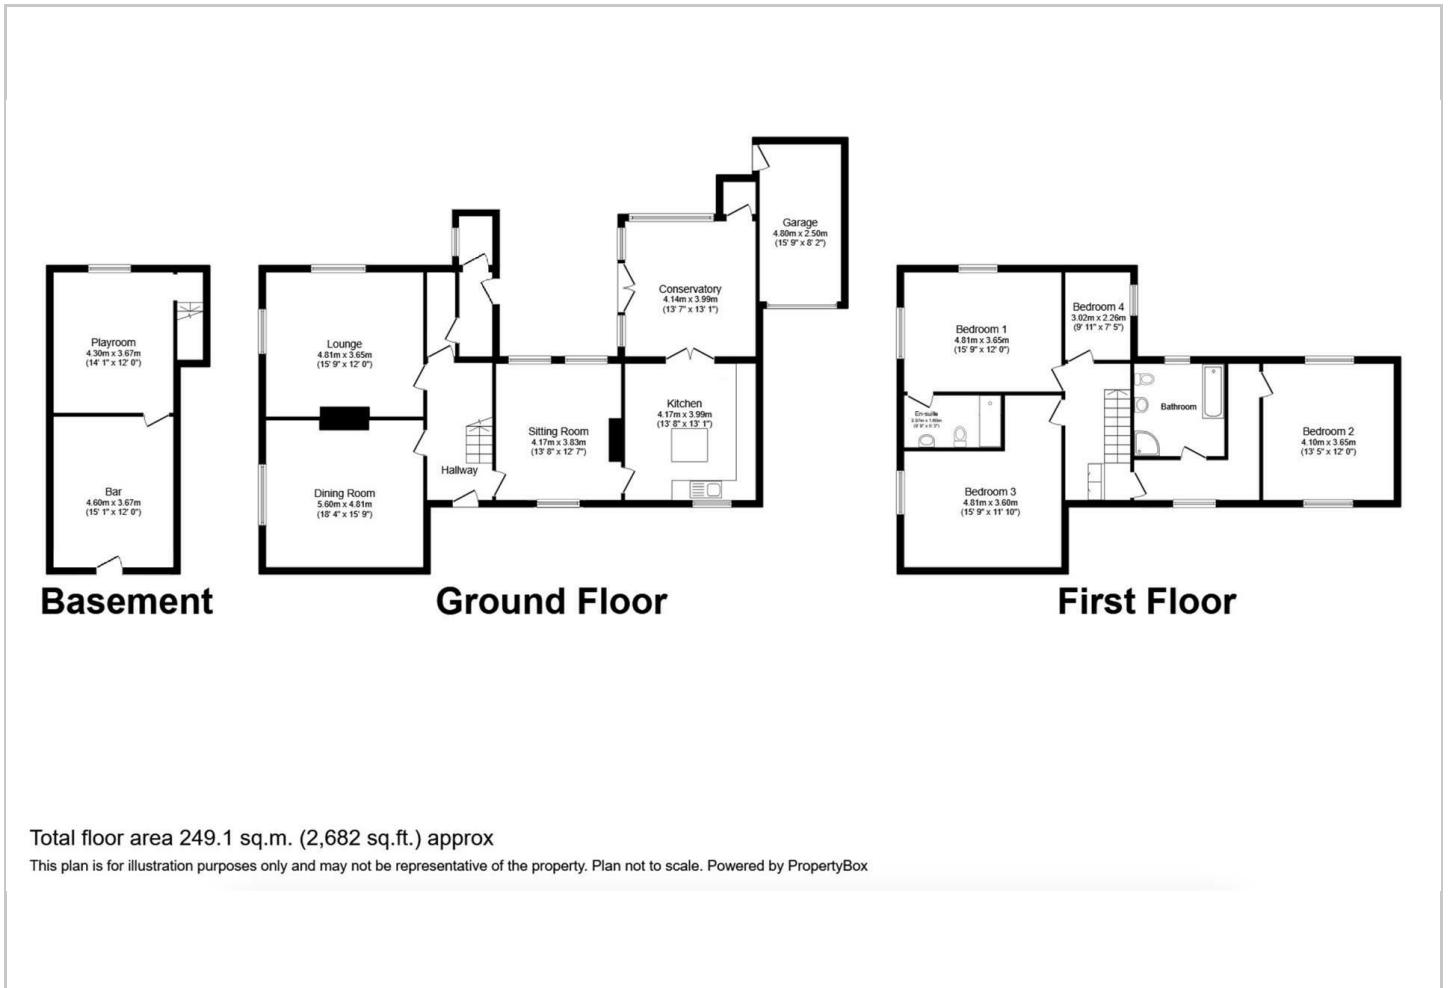 Playroom
4.30m x 3.67m
(14' 1" x 12' 0")
Bar
4.60m x 3.67m
(15' 1" x 12' 0")
Basement
Lounge
4.81m x 3.65m
(15' 9" x 12' 0")
Dining Room
5.60m x 4.81m
(18' 4" x 15' 9")
Hallway
Sitting Room
4.17m x 3.83m
(13' 8" x 12' 7")
Kitchen
4.17m x 3.99m
(13' 8" x 13' 1")
Conservatory
4.14m x 3.99m
(13' 7" x 13' 1")
Garage
4.80m x 2.50m
(15' 9" x 8' 2")
Ground Floor
Bedroom 1
4.81m x 3.65m
(15' 9" x 12' 0")
Bedroom 4
3.02m x 2.26m
(9' 11" x 7' 5")
En-suite
Bathroom
Bedroom 2
4.10m x 3.65m
(13' 5" x 12' 0")
Bedroom 3
4.81m x 3.60m
(15' 9" x 11' 10")
First Floor
Total floor area 249.1 sq.m. (2,682 sq.ft.) approx
This plan is for illustration purposes only and may not be representative of the property. Plan not to scale. Powered by PropertyBox